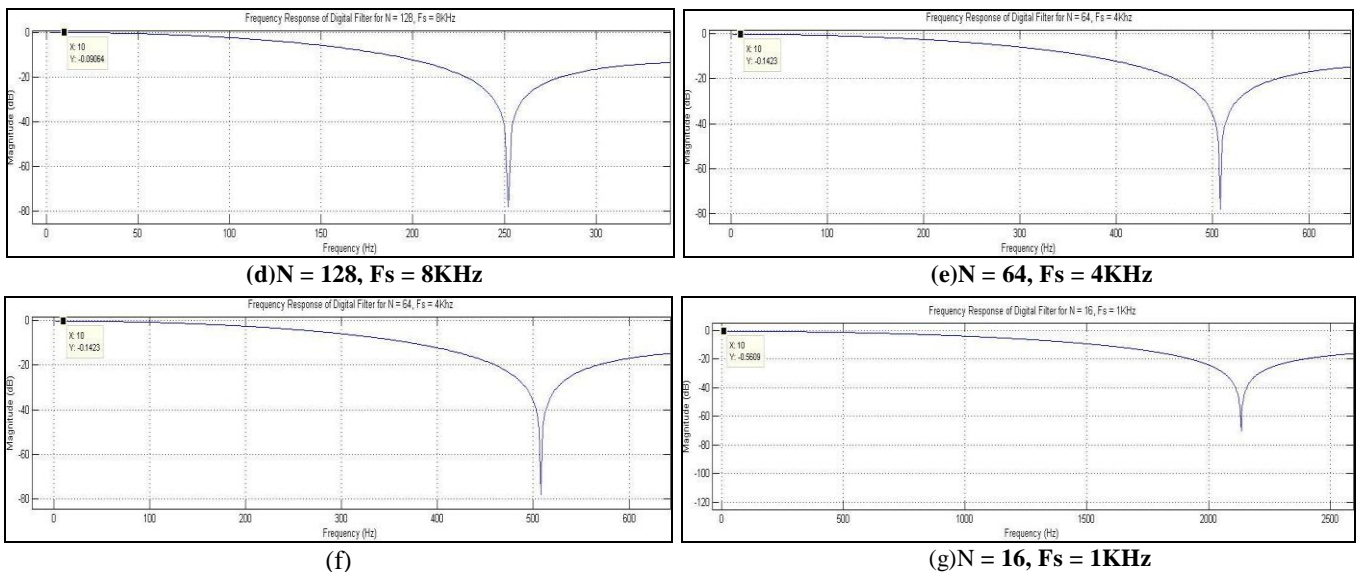 Frequency Response of Digital Filter for N = 128, Fs = 8KHz
0
-20
-40
-60
-80
Magnitude (dB)
X: 10
Y: -0.09064
0 50 100 150 200 250 300
Frequency (Hz)
(d)N = 128, Fs = 8KHz
Frequency Response of Digital Filter for N = 64, Fs = 4KHz
0
-20
-40
-60
-80
Magnitude (dB)
X: 10
Y: -0.1423
0 100 200 300 400 500 600
Frequency (Hz)
(e)N = 64, Fs = 4KHz
Frequency Response of Digital Filter for N = 64, Fs = 4Khz
0
-20
-40
-60
-80
Magnitude (dB)
X: 10
Y: -0.1423
0 100 200 300 400 500 600
Frequency (Hz)
(f)
Frequency Response of Digital Filter for N = 16, Fs = 1KHz
0
-20
-40
-60
-80
-100
-120
Magnitude (dB)
X: 10
Y: -0.5609
0 500 1000 1500 2000 2500
Frequency (Hz)
(g)N = 16, Fs = 1KHz